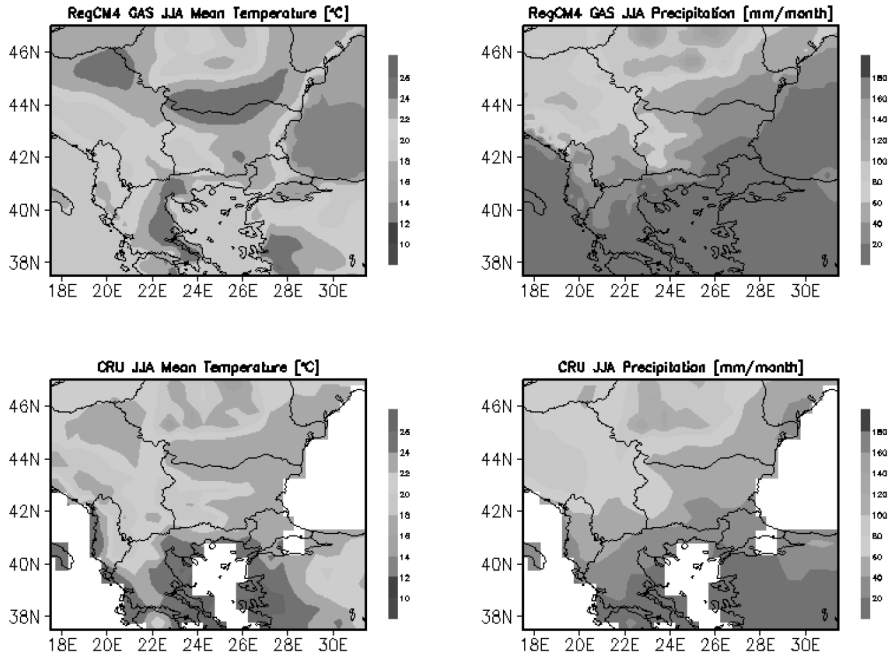 RegCM4 GAS JJA Mean Temperature [°C]
46N
44N
42N
40N
38N
18E 20E 22E 24E 26E 28E 30E
26
24
22
20
18
16
14
12
10
RegCM4 GAS JJA Precipitation [mm/month]
46N
44N
42N
40N
38N
18E 20E 22E 24E 26E 28E 30E
180
160
140
120
100
80
60
40
20
CRU JJA Mean Temperature [°C]
46N
44N
42N
40N
38N
18E 20E 22E 24E 26E 28E 30E
26
24
22
20
18
16
14
12
10
CRU JJA Precipitation [mm/month]
46N
44N
42N
40N
38N
18E 20E 22E 24E 26E 28E 30E
180
160
140
120
100
80
60
40
20